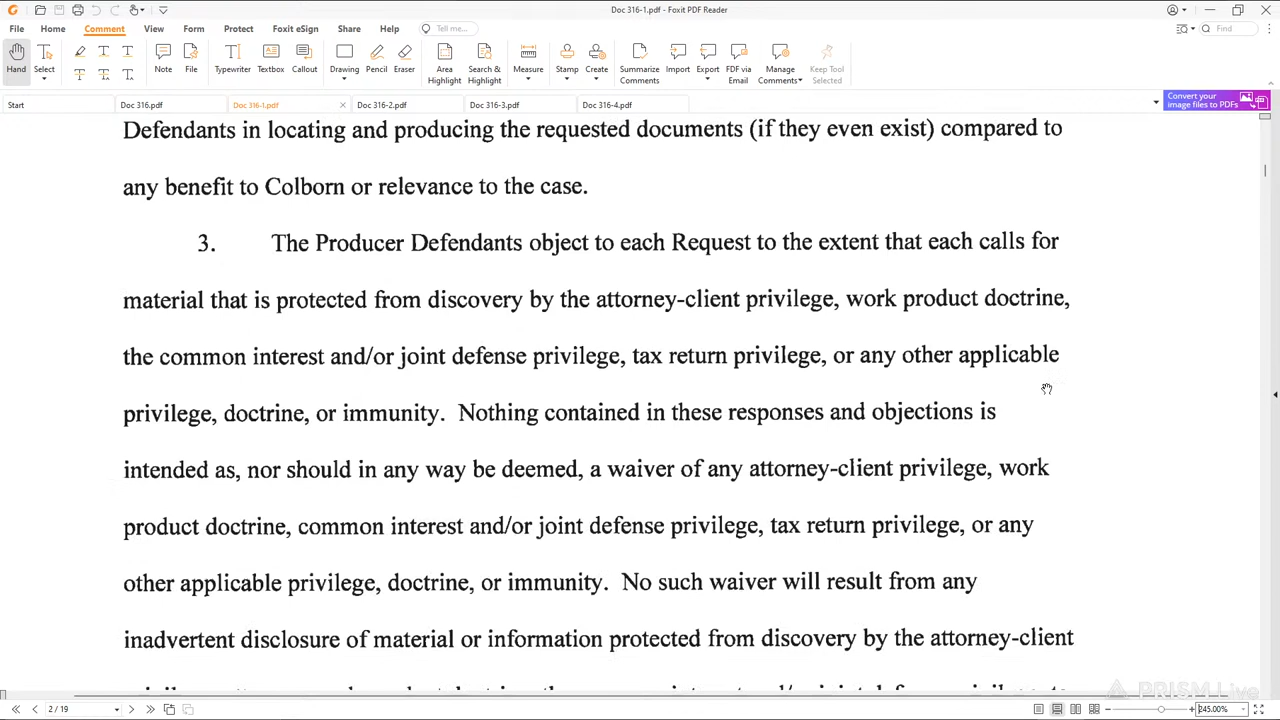 Doc 316-1.pdf - Foxit PDF Reader
File Home Comment View Form Protect Foxit eSign Share Help Tell me... Find
Hand Select Note File Typewriter Textbox Callout Drawing Pencil Eraser Area Highlight Search & Highlight Measure Stamp Create Summarize Comments Import Export FDF via Email Manage Comments Keep Tool Selected
Start Doc 316.pdf Doc 316-1.pdf Doc 316-2.pdf Doc 316-3.pdf Doc 316-4.pdf Convert your image files to PDFs
Defendants in locating and producing the requested documents (if they even exist) compared to
any benefit to Colborn or relevance to the case.
3. The Producer Defendants object to each Request to the extent that each calls for
material that is protected from discovery by the attorney-client privilege, work product doctrine,
the common interest and/or joint defense privilege, tax return privilege, or any other applicable
privilege, doctrine, or immunity. Nothing contained in these responses and objections is
intended as, nor should in any way be deemed, a waiver of any attorney-client privilege, work
product doctrine, common interest and/or joint defense privilege, tax return privilege, or any
other applicable privilege, doctrine, or immunity. No such waiver will result from any
inadvertent disclosure of material or information protected from discovery by the attorney-client
PRISM Live
2 / 19 245.00%